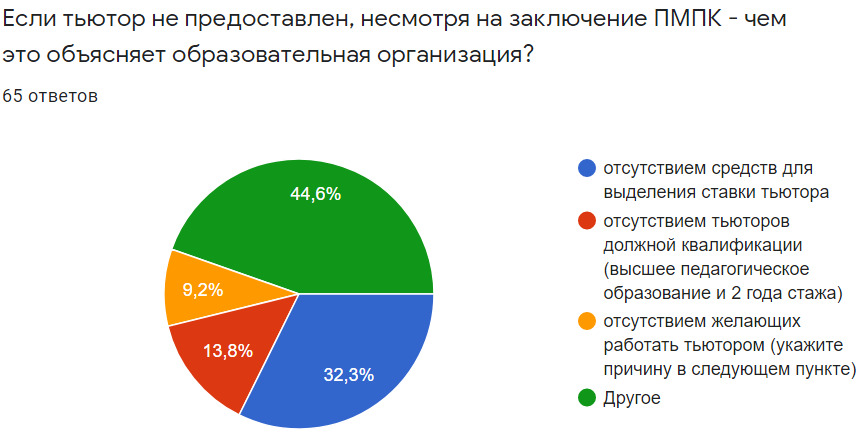 Если тьютор не предоставлен, несмотря на заключение ПМПК - чем
это объясняет образовательная организация?
65 ответов
44,6%
9,2%
13,8%
32,3%
отсутствием средств для
выделения ставки тьютора
отсутствием тьюторов
должной квалификации
(высшее педагогическое
образование и 2 года стажа)
отсутствием желающих
работать тьютором (укажите
причину в следующем пункте)
Другое